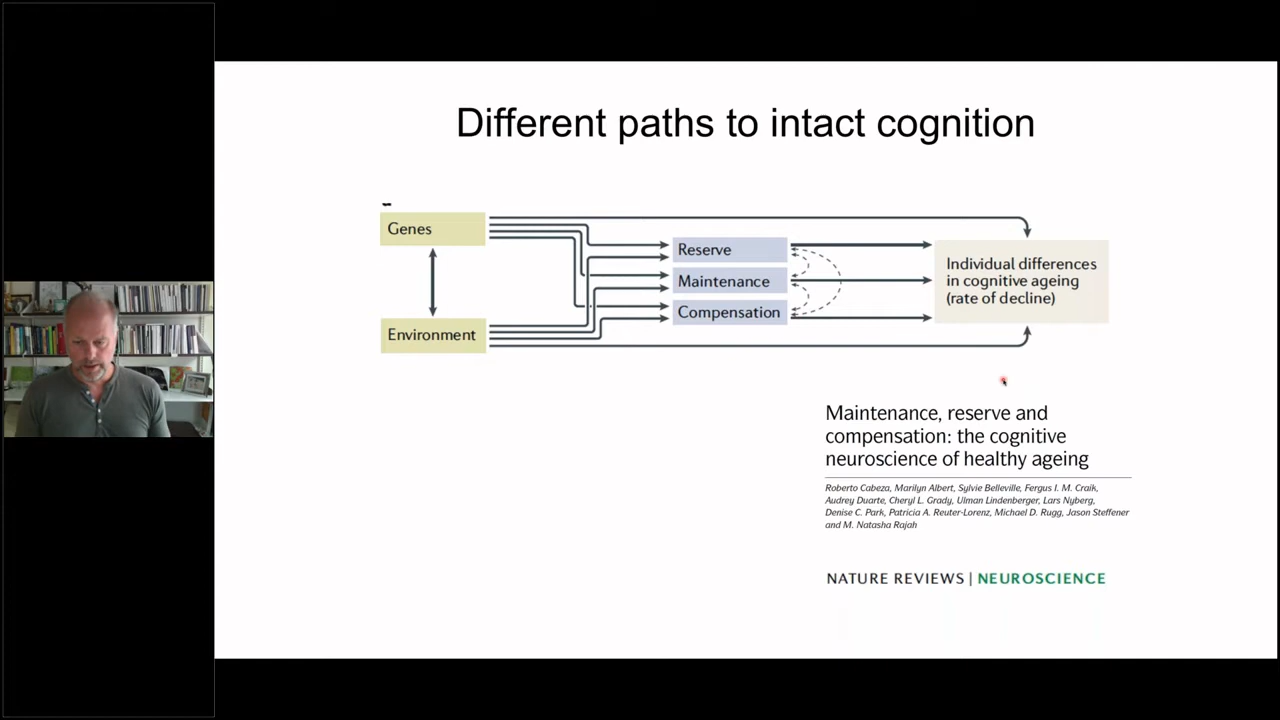 Different paths to intact cognition
Genes
Environment
Reserve
Maintenance
Compensation
Individual differences
in cognitive ageing
(rate of decline)
Maintenance, reserve and
compensation: the cognitive
neuroscience of healthy ageing
Roberto Cabeza, Marilyn Albert, Sylvie Belleville, Fergus I. M. Craik,
Audrey Duarte, Cheryl L. Grady, Ulman Lindenberger, Lars Nyberg,
Denise C. Park, Patricia A. Reuter-Lorenz, Michael D. Rugg, Jason Steffener
and M. Natasha Rajah
NATURE REVIEWS | NEUROSCIENCE